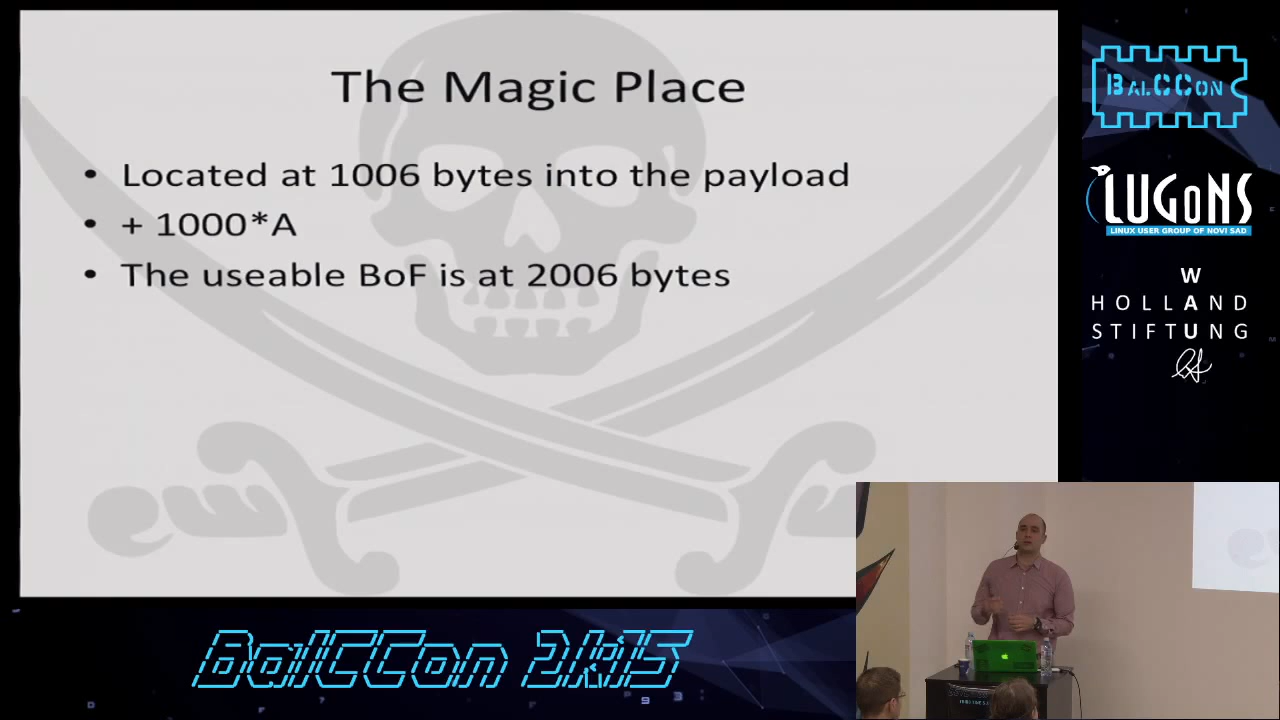 The Magic Place
• Located at 1006 bytes into the payload
• + 1000*A
• The useable BoF is at 2006 bytes
BALCCON
LUGoNS
LINUX USER GROUP OF NOVI SAD
W
HOLLAND
A
STIFTUNG
U
BalCCon 2k15